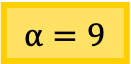 α = 9